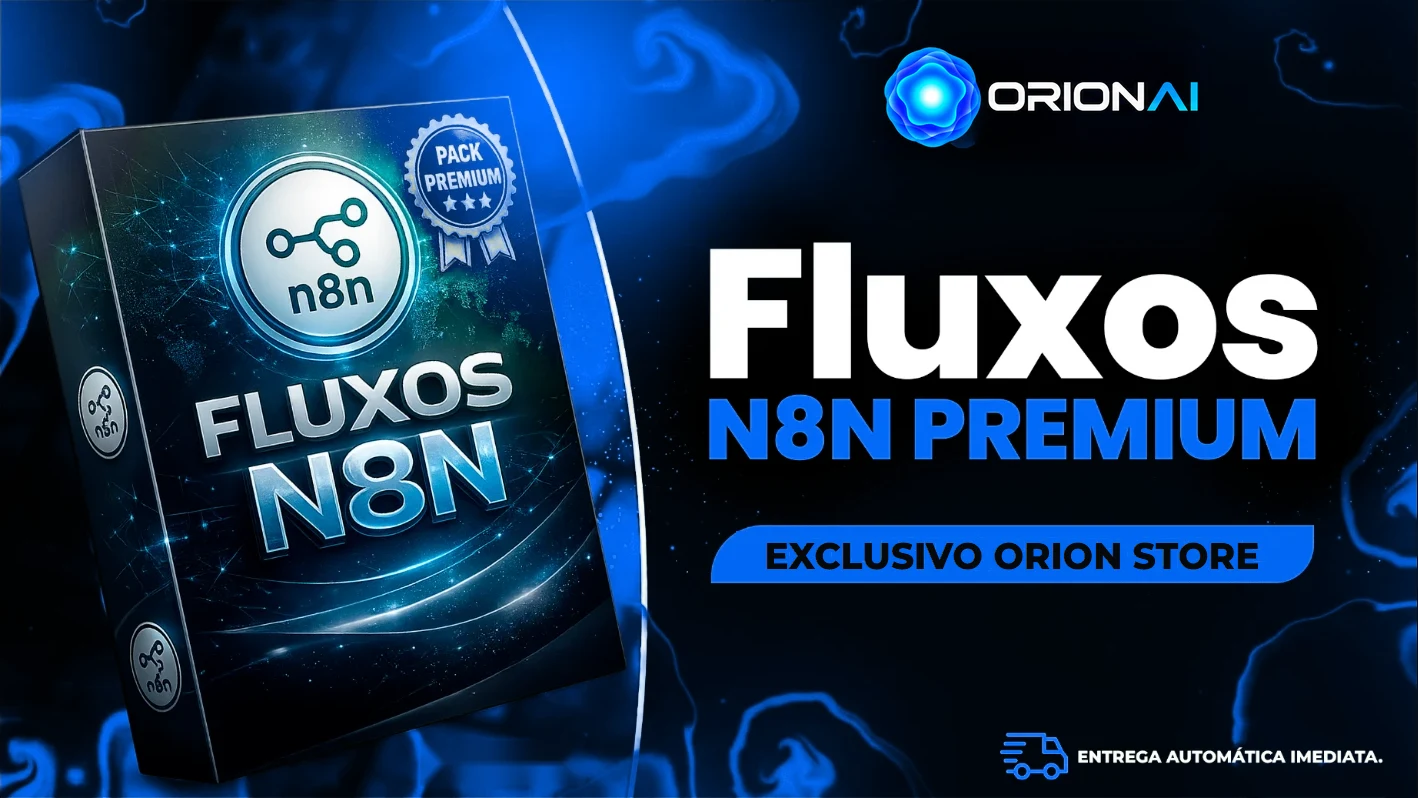 PACK
PREMIUM
n8n
FLUXOS
N8N
n8n
n8n
ORIONAI
Fluxos
N8N PREMIUM
EXCLUSIVO ORION STORE
ENTREGA AUTOMÁTICA IMEDIATA.